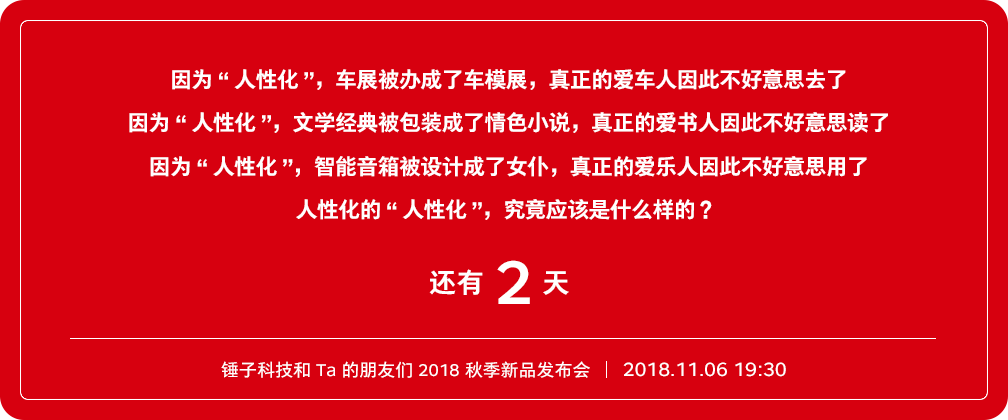 因为“人性化”，车展被办成了车模展，真正的爱车人因此不好意思去了
因为“人性化”，文学经典被包装成了情色小说，真正的爱书人因此不好意思读了
因为“人性化”，智能音箱被设计成了女仆，真正的爱乐人因此不好意思用了
人性化的“人性化”，究竟应该是什么样的？
还有 2 天
锤子科技和 Ta 的朋友们 2018 秋季新品发布会 | 2018.11.06 19:30